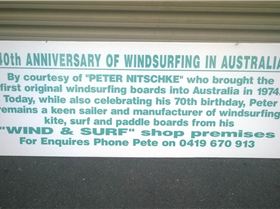 40th ANNIVERSARY OF WINDSURFING IN AUSTRALIA
By courtesy of "PETER NITSCHKE" who brought the
first original windsurfing boards into Australia in 1974.
Today, while also celebrating his 70th birthday, Peter
remains a keen sailer and manufacturer of windsurfing
kite, surf and paddle boards from his
"WIND & SURF" shop premises
For Enquires Phone Pete on 0419 670 913